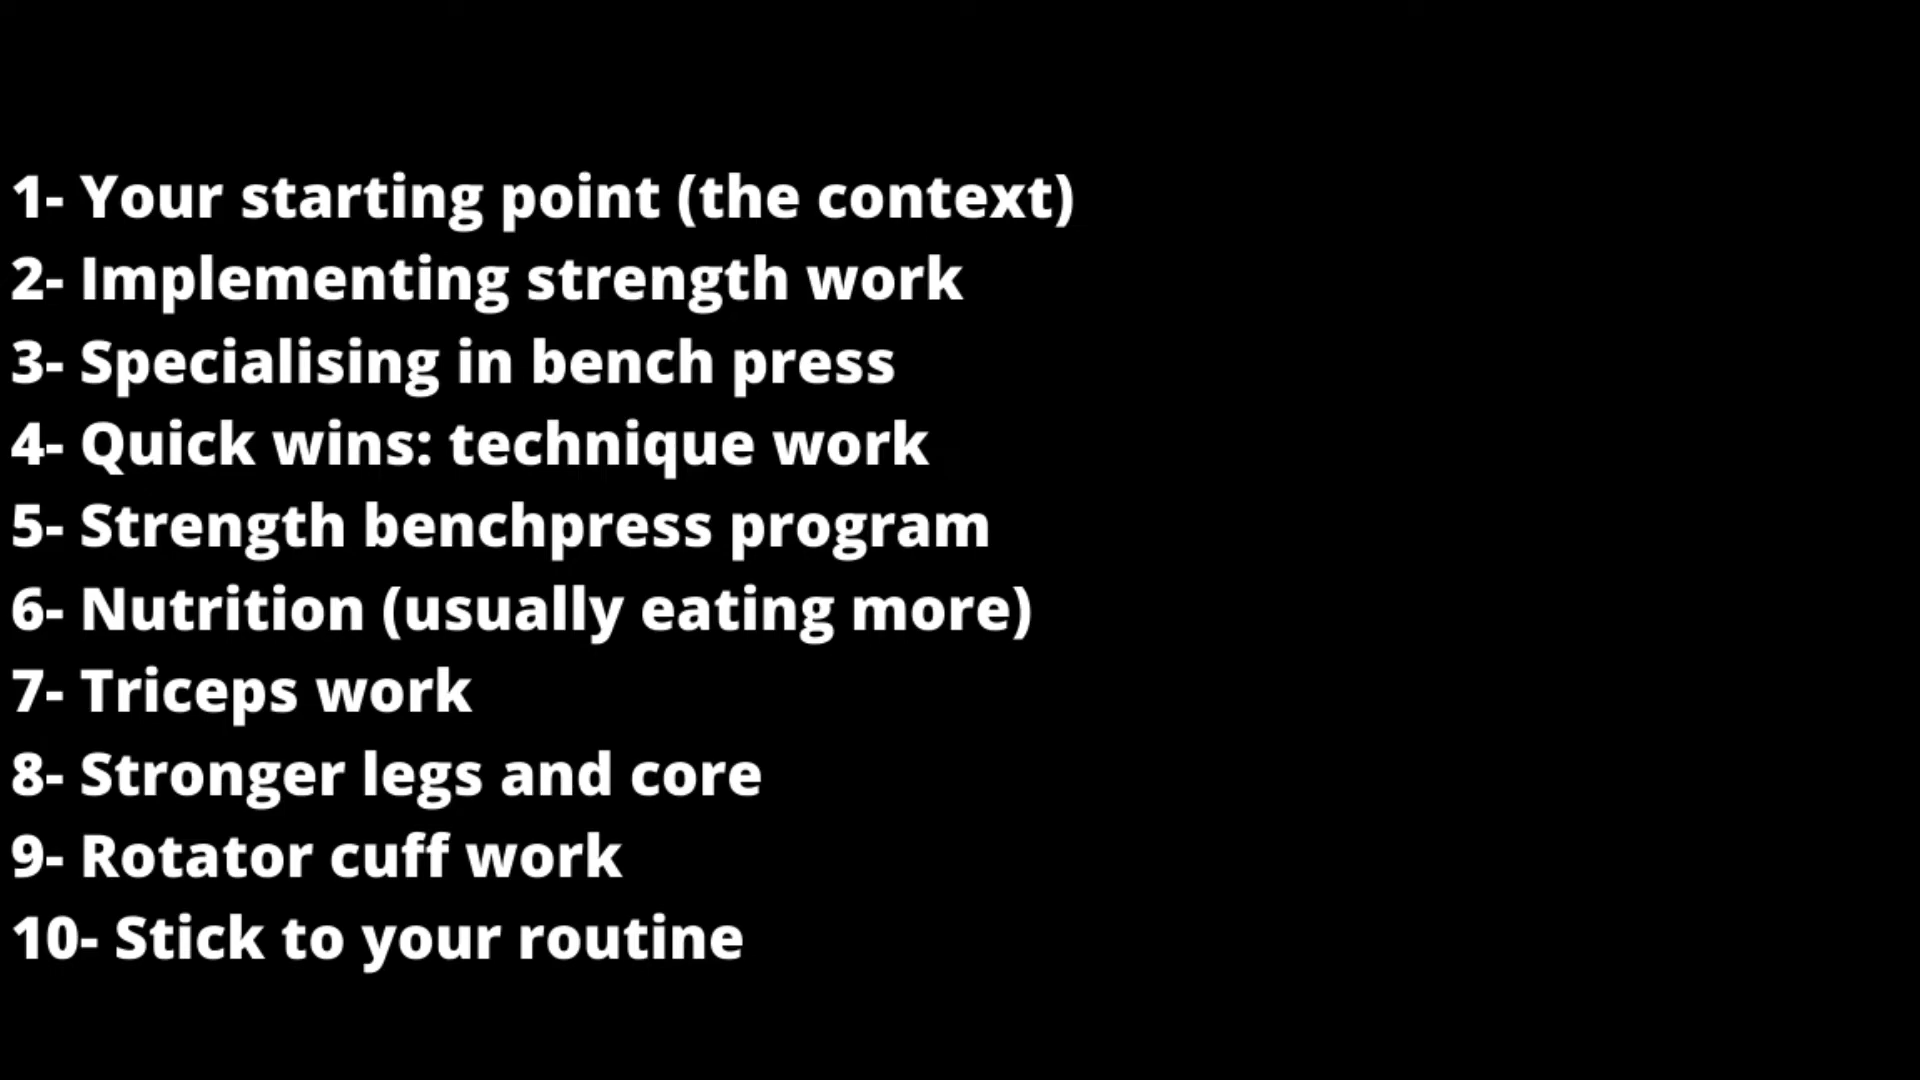 1- Your starting point (the context)
2- Implementing strength work
3- Specialising in bench press
4- Quick wins: technique work
5- Strength benchpress program
6- Nutrition (usually eating more)
7- Triceps work
8- Stronger legs and core
9- Rotator cuff work
10- Stick to your routine